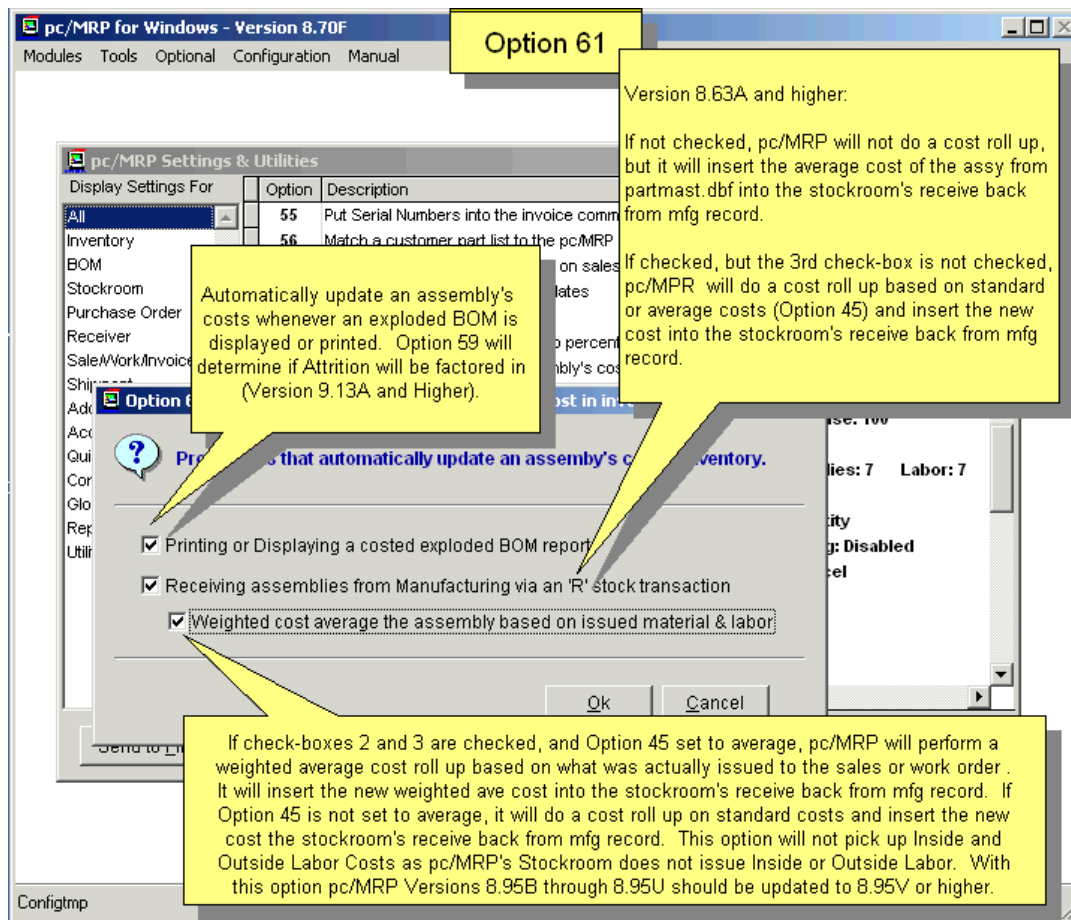 pc/MRP for Windows - Version 8.70F
Option 61
Modules Tools Optional Configuration Manual
Version 8.63A and higher:
If not checked, pc/MRP will not do a cost roll up,
but it will insert the average cost of the assy from
partmast.dbf into the stockroom's receive back
from mfg record.
If checked, but the 3rd check-box is not checked,
pc/MPR will do a cost roll up based on standard
or average costs (Option 45) and insert the new
cost into the stockroom's receive back from mfg
record.
pc/MRP Settings & Utilities
Display Settings For
Option Description
All
55 Put Serial Numbers into the invoice comm
Inventory
56 Match a customer part list to the pc/MRP
BOM
on sales
Stockroom
lates
Purchase Order
Receiver
percent
Sale/Work/Invoice
mbly's cos
Automatically update an assembly's
costs whenever an exploded BOM is
displayed or printed. Option 59 will
determine if Attrition will be factored in
(Version 9.13A and Higher).
Option 6
ost in inv
that automatically update an assemby's c
ventory.
lies: 7 Labor: 7
g: Disabled
Printing or Displaying a costed exploded BOM report
Receiving assemblies from Manufacturing via an 'R' stock transaction
Weighted cost average the assembly based on issued material & labor
Ok Cancel
If check-boxes 2 and 3 are checked, and Option 45 set to average, pc/MRP will perform a
weighted average cost roll up based on what was actually issued to the sales or work order .
It will insert the new weighted ave cost into the stockroom's receive back from mfg record. If
Option 45 is not set to average, it will do a cost roll up on standard costs and insert the new
cost the stockroom's receive back from mfg record. This option will not pick up Inside and
Outside Labor Costs as pc/MRP's Stockroom does not issue Inside or Outside Labor. With
this option pc/MRP Versions 8.95B through 8.95U should be updated to 8.95V or higher.
Configtmp